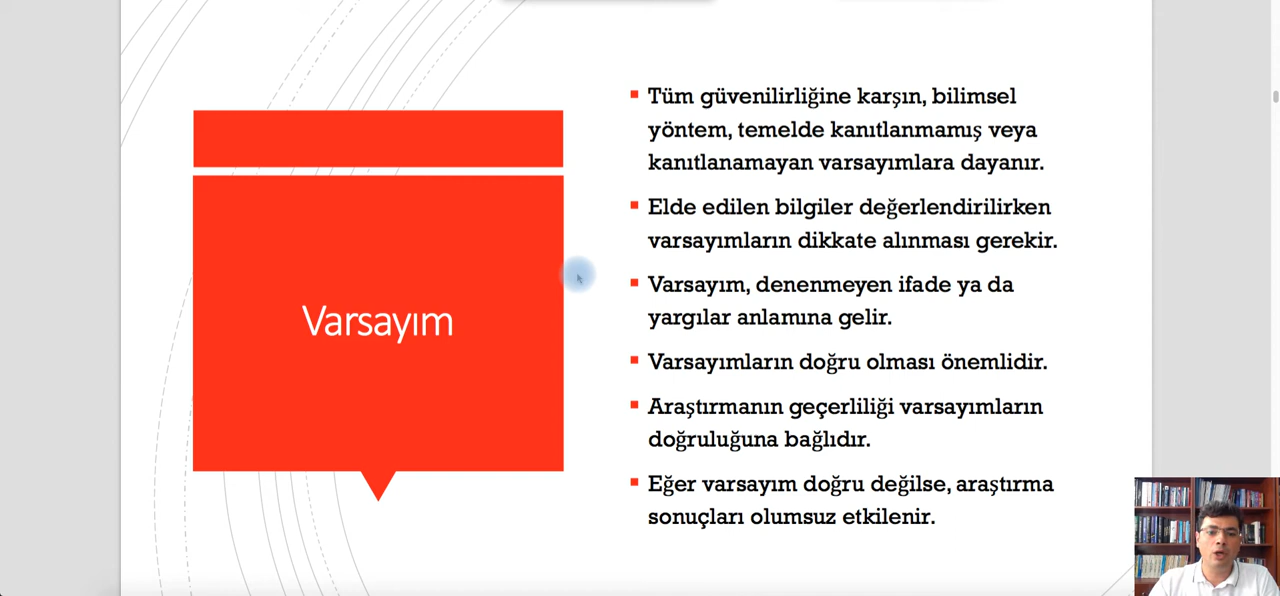 Varsayım
Tüm güvenilirliğine karşın, bilimsel
yöntem, temelde kanıtlanmamış veya
kanıtlanamayan varsayımlara dayanır.
Elde edilen bilgiler değerlendirilirken
varsayımların dikkate alınması gerekir.
Varsayım, denenmeyen ifade ya da
yargılar anlamına gelir.
Varsayımların doğru olması önemlidir.
Araştırmanın geçerliliği varsayımların
doğruluğuna bağlıdır.
Eğer varsayım doğru değilse, araştırma
sonuçları olumsuz etkilenir.